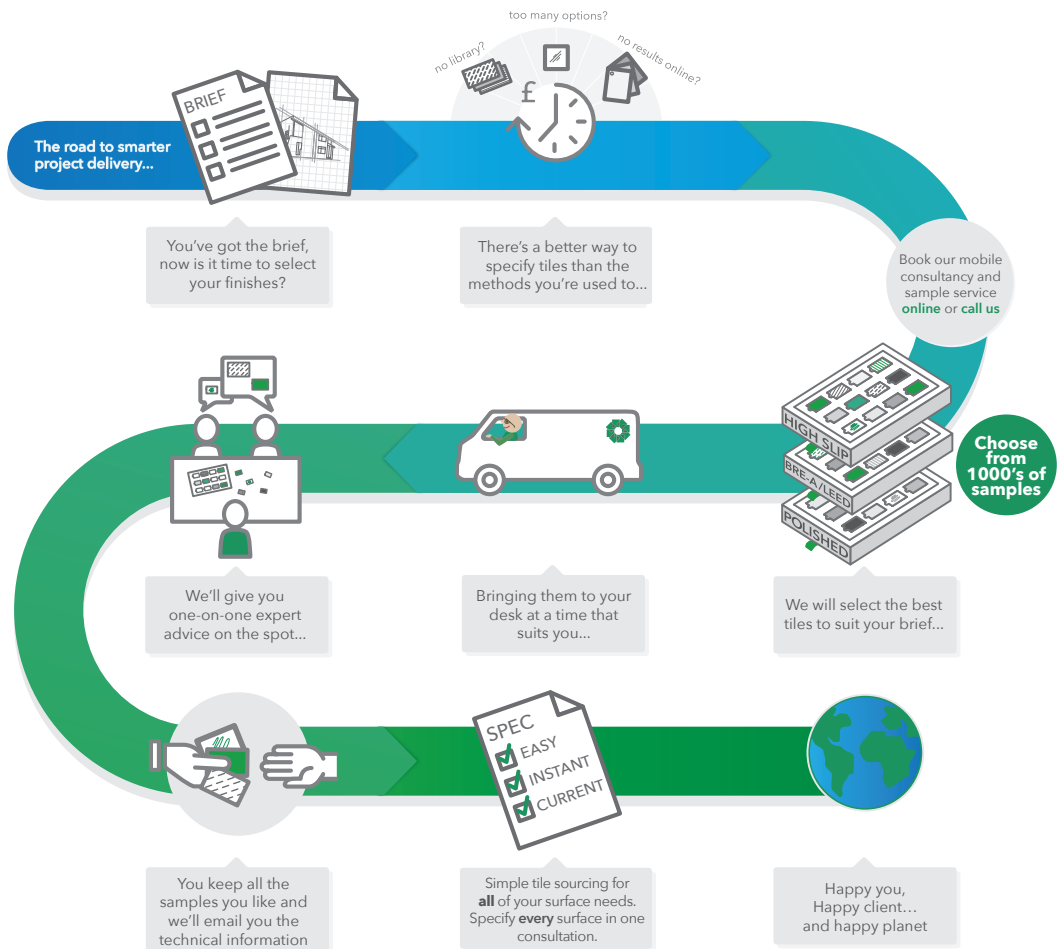 too many options?
no library?
no results online?
£
BRIEF
The road to smarter
project delivery...
You've got the brief,
now is it time to select
your finishes?
There's a better way to
specify tiles than the
methods you're used to...
Book our mobile
consultancy and
sample service
online or call us
HIGH SLIP
BRE-A/LEED
POLISHED
Choose
from
1000's of
samples
We will select the best
tiles to suit your brief...
Bringing them to your
desk at a time that
suits you...
We'll give you
one-on-one expert
advice on the spot...
You keep all the
samples you like and
we'll email you the
technical information
SPEC
EASY
INSTANT
CURRENT
Simple tile sourcing for
all of your surface needs.
Specify every surface in one
consultation.
Happy you,
Happy client...
and happy planet